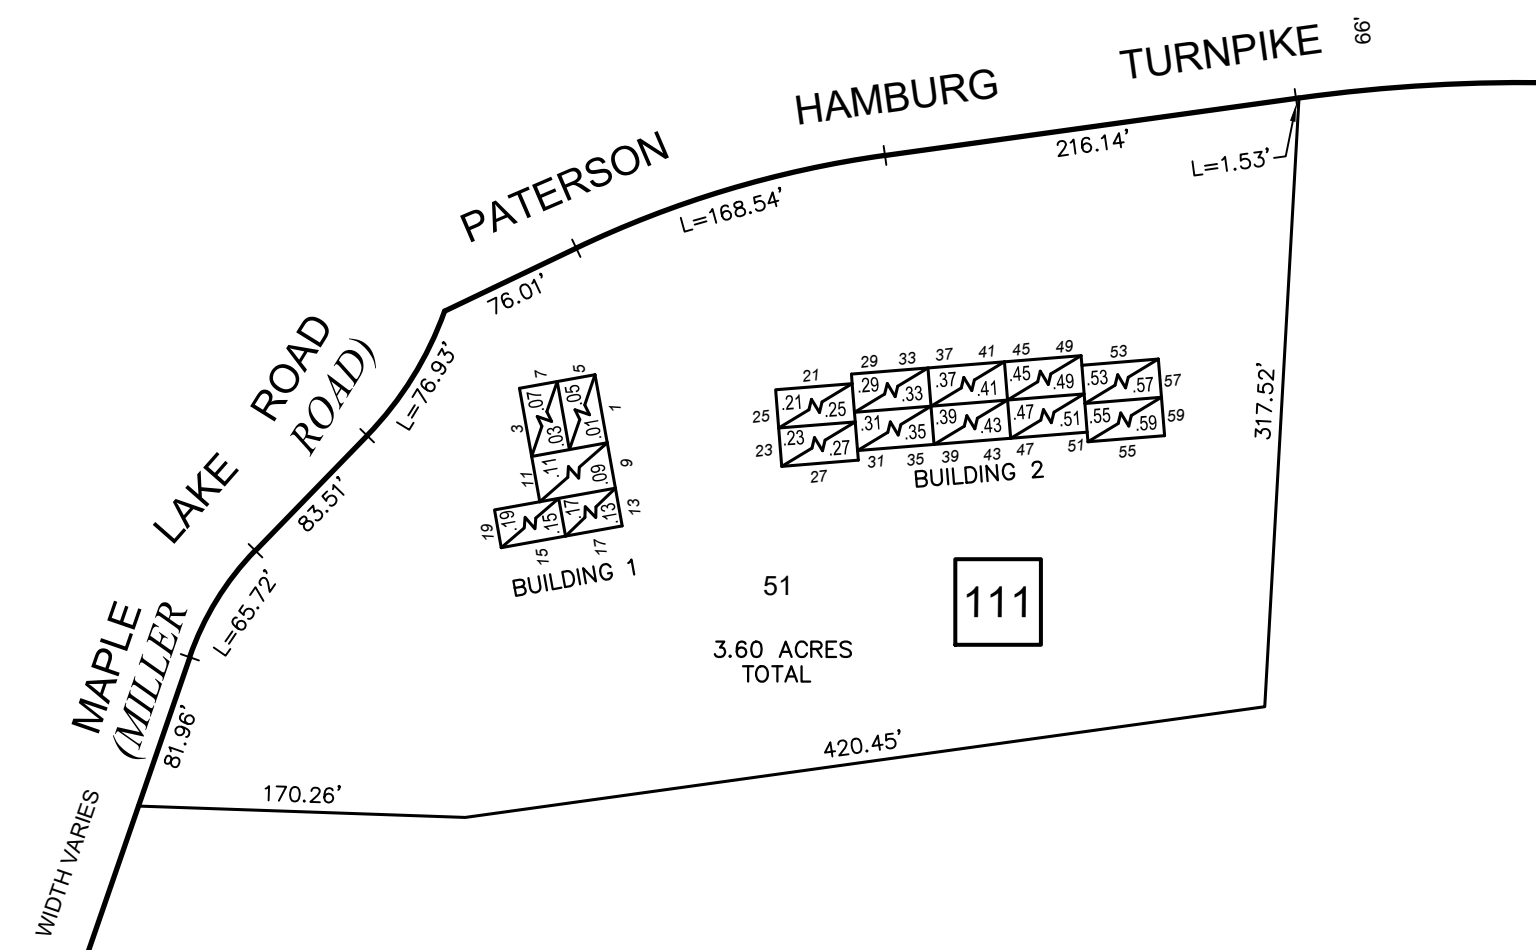 TURNPIKE 66'
HAMBURG
PATERSON
216.14'
L=1.53'
L=168.54'
76.01'
MAPLE LAKE ROAD
(MILLER ROAD)
L=76.93'
83.51'
L=65.72'
81.96'
WIDTH VARIES
317.52'
7 5
.07 .05
3 .03 .01 1
11 .11 .09 9
19 .19 .15 .17 .13 13
15 17
BUILDING 1
21 29 33 37 41 45 49 53
25 .21 .25 .29 .33 .37 .41 .45 .49 .53 .57 57
23 .23 .27 .31 .35 .39 .43 .47 .51 .55 .59 59
27 31 35 39 43 47 51 55
BUILDING 2
51
111
3.60 ACRES
TOTAL
420.45'
170.26'